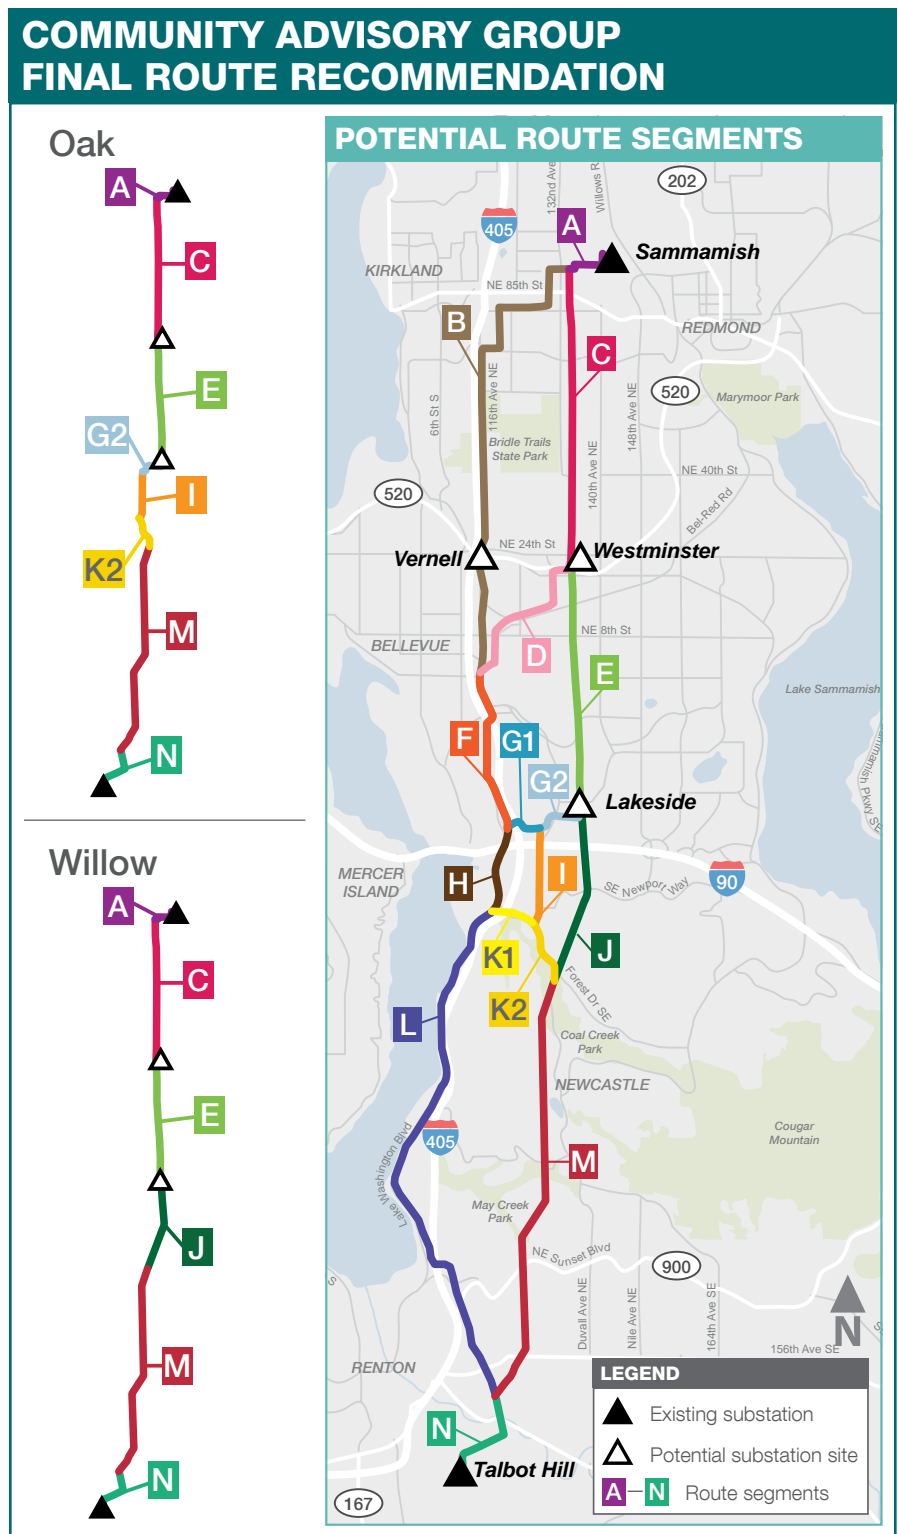 COMMUNITY ADVISORY GROUP
FINAL ROUTE RECOMMENDATION
Oak
A
C
E
G2
I
K2
M
N
Willow
A
C
E
J
M
N
POTENTIAL ROUTE SEGMENTS
132nd Ave
Willows R
202
405
A
Sammamish
KIRKLAND
NE 85th St
B
REDMOND
C
116th Ave NE
6th St S
148th Ave NE
520
Marymoor Park
Bridle Trails
State Park
140th Ave NE
NE 40th St
520
Bel-Red Rd
Vernell
NE 24th St
Westminster
NE 8th St
BELLEVUE
D
E
Lake Sammamish
F
G1
G2
mmamish Pkwy SE
Lakeside
MERCER
ISLAND
H
I
SE Newport Way
90
K1
J
K2
Forest Dr SE
L
Coal Creek
Park
NEWCASTLE
405
Lake Washington Blvd
Cougar
Mountain
M
May Creek
Park
NE Sunset Blvd
900
S
Duvall Ave NE
Nile Ave NE
164th Ave SE
N
156th Ave SE
RENTON
N
Talbot Hill
167
LEGEND
Existing substation
Potential substation site
A N Route segments